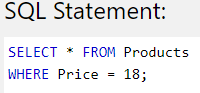 SQL Statement:
SELECT * FROM Products
WHERE Price = 18;